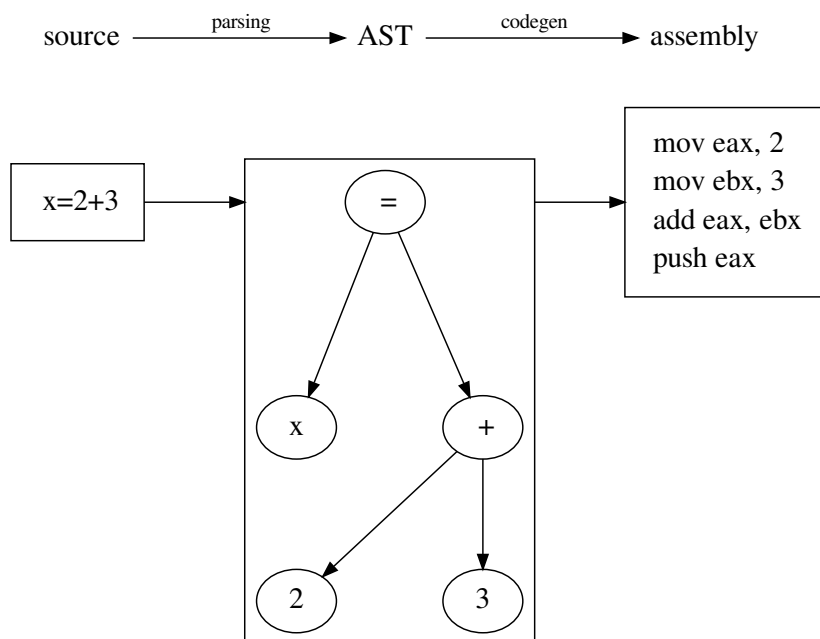 source parsing AST codegen assembly
x=2+3
=
x +
2 3
mov eax, 2
mov ebx, 3
add eax, ebx
push eax